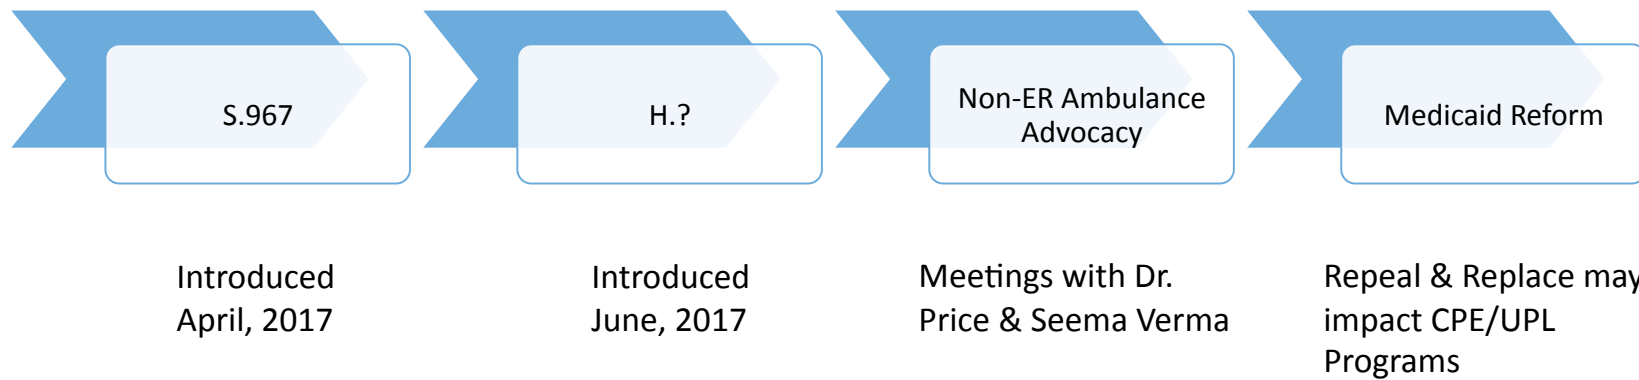 S.967
H.?
Non-ER Ambulance
Advocacy
Medicaid Reform
Introduced
April, 2017
Introduced
June, 2017
Meetings with Dr.
Price & Seema Verma
Repeal & Replace may
impact CPE/UPL
Programs